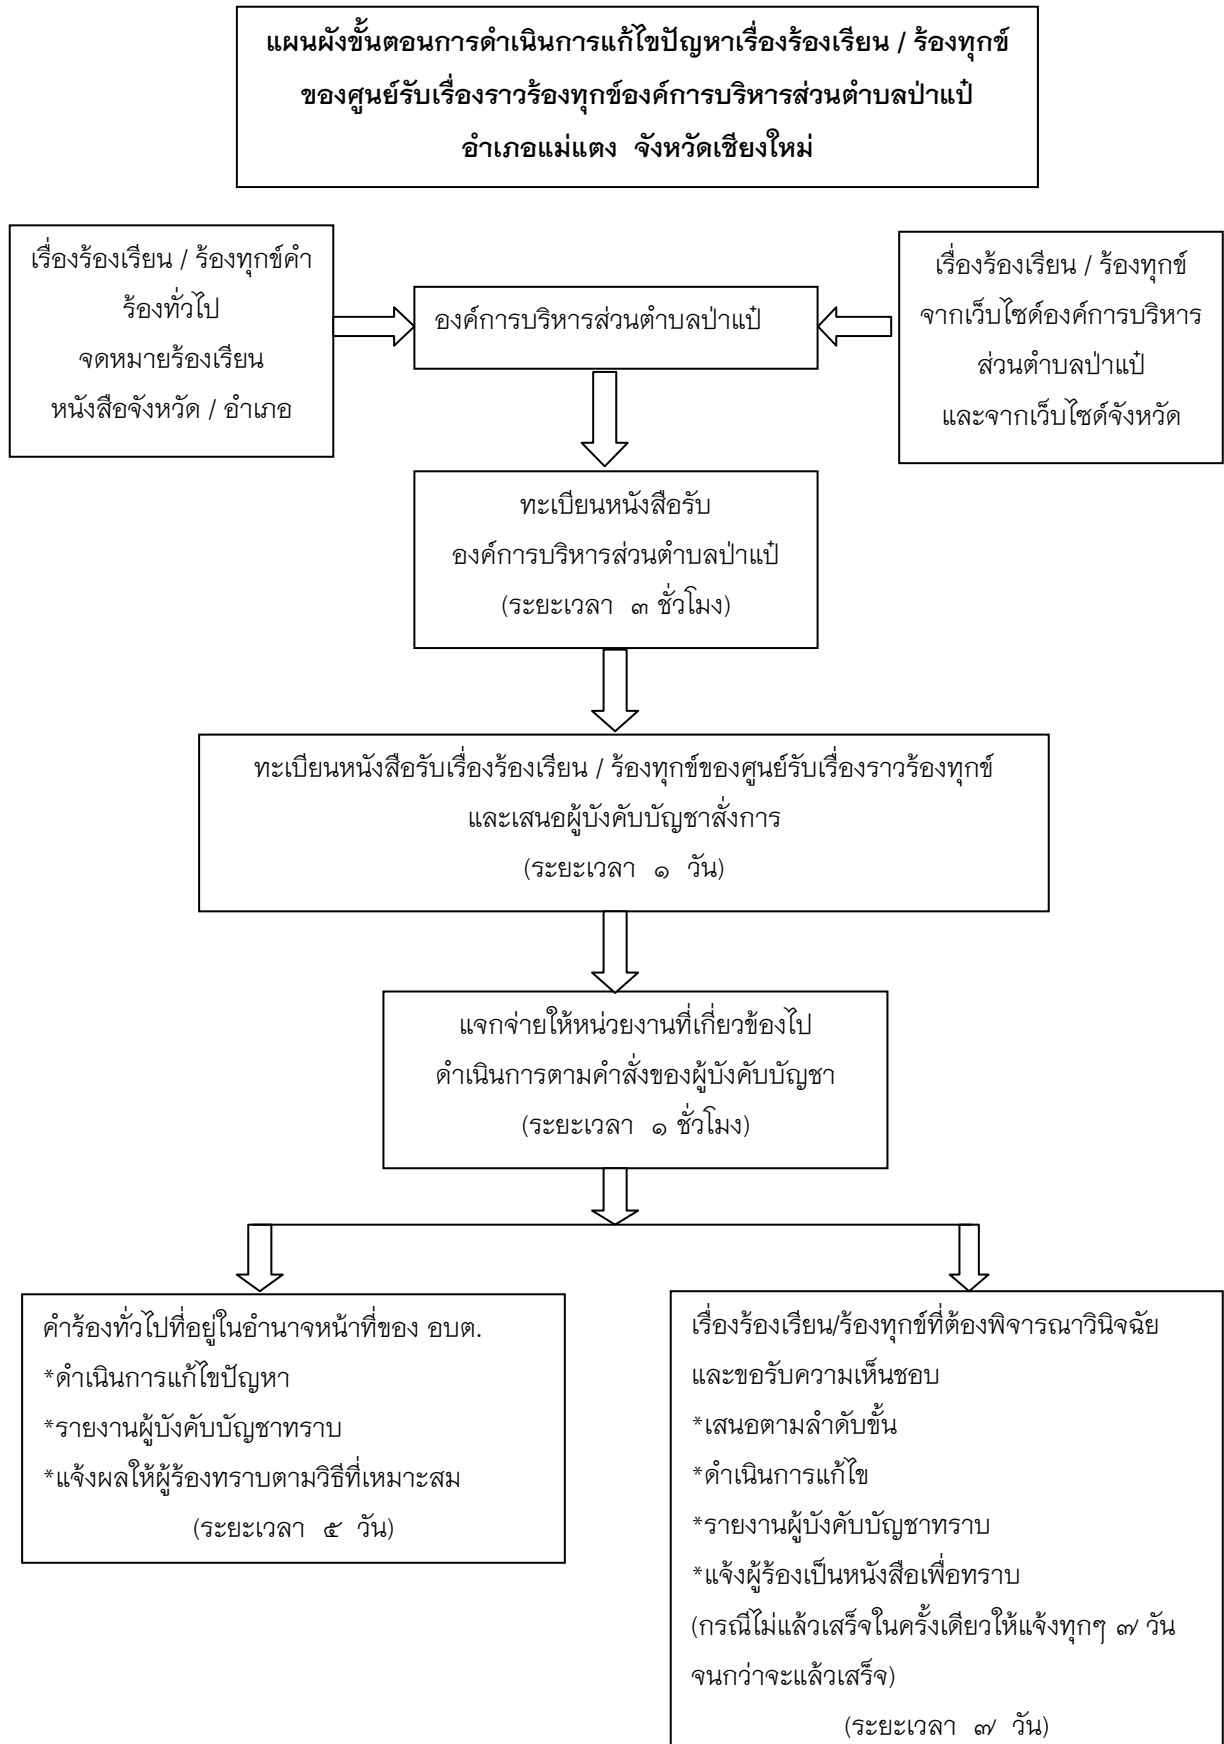 แผนผังขั้นตอนการดำเนินการแก้ไขปัญหาเรื่องร้องเรียน / ร้องทุกข์
ของศูนย์รับเรื่องราวร้องทุกข์องค์การบริหารส่วนตำบลป่าแป๋
อำเภอแม่แตง จังหวัดเชียงใหม่
เรื่องร้องเรียน / ร้องทุกข์คำ
ร้องทั่วไป
จดหมายร้องเรียน
หนังสือจังหวัด / อำเภอ
องค์การบริหารส่วนตำบลป่าแป๋
เรื่องร้องเรียน / ร้องทุกข์
จากเว็บไซด์องค์การบริหาร
ส่วนตำบลป่าแป๋
และจากเว็บไซด์จังหวัด
ทะเบียนหนังสือรับ
องค์การบริหารส่วนตำบลป่าแป๋
(ระยะเวลา ๓ ชั่วโมง)
ทะเบียนหนังสือรับเรื่องร้องเรียน / ร้องทุกข์ของศูนย์รับเรื่องราวร้องทุกข์
และเสนอผู้บังคับบัญชาสั่งการ
(ระยะเวลา ๑ วัน)
แจกจ่ายให้หน่วยงานที่เกี่ยวข้องไป
ดำเนินการตามคำสั่งของผู้บังคับบัญชา
(ระยะเวลา ๑ ชั่วโมง)
คำร้องทั่วไปที่อยู่ในอำนาจหน้าที่ของ อบต.
*ดำเนินการแก้ไขปัญหา
*รายงานผู้บังคับบัญชาทราบ
*แจ้งผลให้ผู้ร้องทราบตามวิธีที่เหมาะสม
(ระยะเวลา ๕ วัน)
เรื่องร้องเรียน/ร้องทุกข์ที่ต้องพิจารณาวินิจฉัย
และขอรับความเห็นชอบ
*เสนอตามลำดับขั้น
*ดำเนินการแก้ไข
*รายงานผู้บังคับบัญชาทราบ
*แจ้งผู้ร้องเป็นหนังสือเพื่อทราบ
(กรณีไม่แล้วเสร็จในครั้งเดียวให้แจ้งทุกๆ ๗ วัน
จนกว่าจะแล้วเสร็จ)
(ระยะเวลา ๗ วัน)